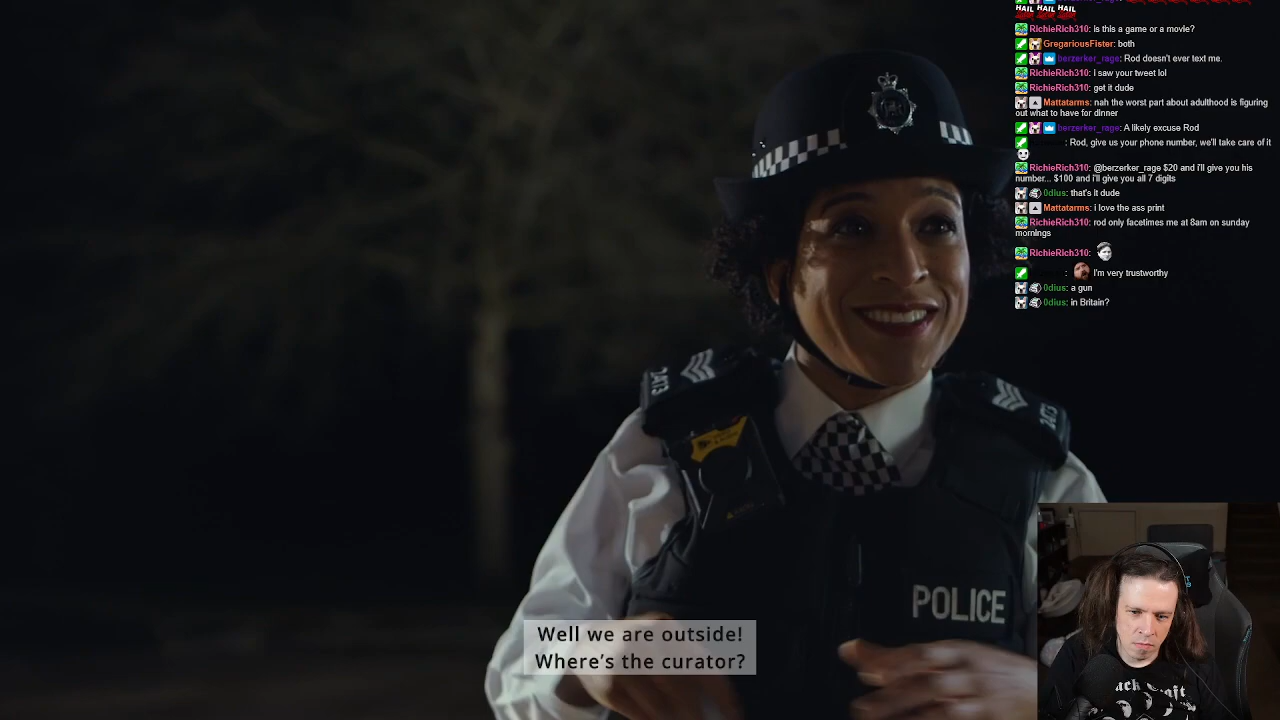 HAIL HAIL HAIL
RichieRich310: Is this a game or a movie?
GregariousFister: both
berzerker_rage: Rod doesn't ever text me.
RichieRich310: I saw your tweet lol
RichieRich310: get it dude
Mattatarms: nah the worst part about adulthood is figuring
out what to have for dinner
berzerker_rage: A likely excuse Rod
: Rod, give us your phone number, we'll take care of it
RichieRich310: @berzerker_rage $20 and i'll give you his
number... $100 and i'll give you all 7 digits
0dius: that's it dude
Mattatarms: i love the ass print
RichieRich310: rod only facetimes me at 8am on sunday
mornings
RichieRich310:
: I'm very trustworthy
0dius: a gun
0dius: in Britain?
POLICE
Well we are outside!
Where's the curator?